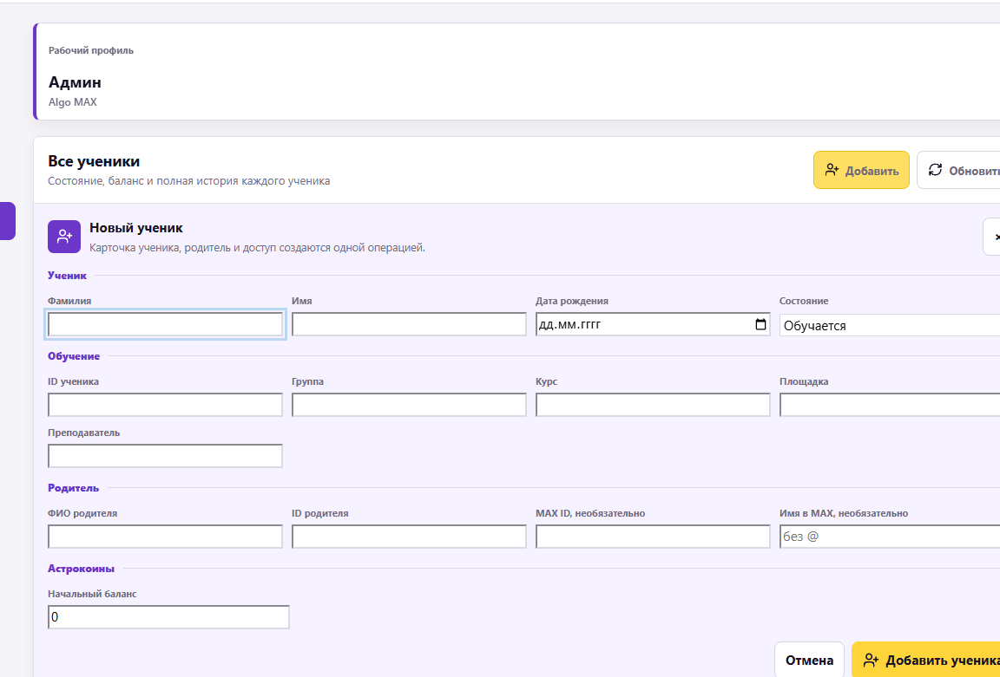 Рабочий профиль
Админ
Algo MAX
Все ученики
Состояние, баланс и полная история каждого ученика
Добавить
Обновить
Новый ученик
Карточка ученика, родитель и доступ создаются одной операцией.
Ученик
Фамилия Имя Дата рождения Состояние
дд.мм.гггг Обучается
Обучение
ID ученика Группа Курс Площадка
Преподаватель
Родитель
ФИО родителя ID родителя MAX ID, необязательно Имя в MAX, необязательно
без @
Астрокоины
Начальный баланс
0
Отмена Добавить ученика